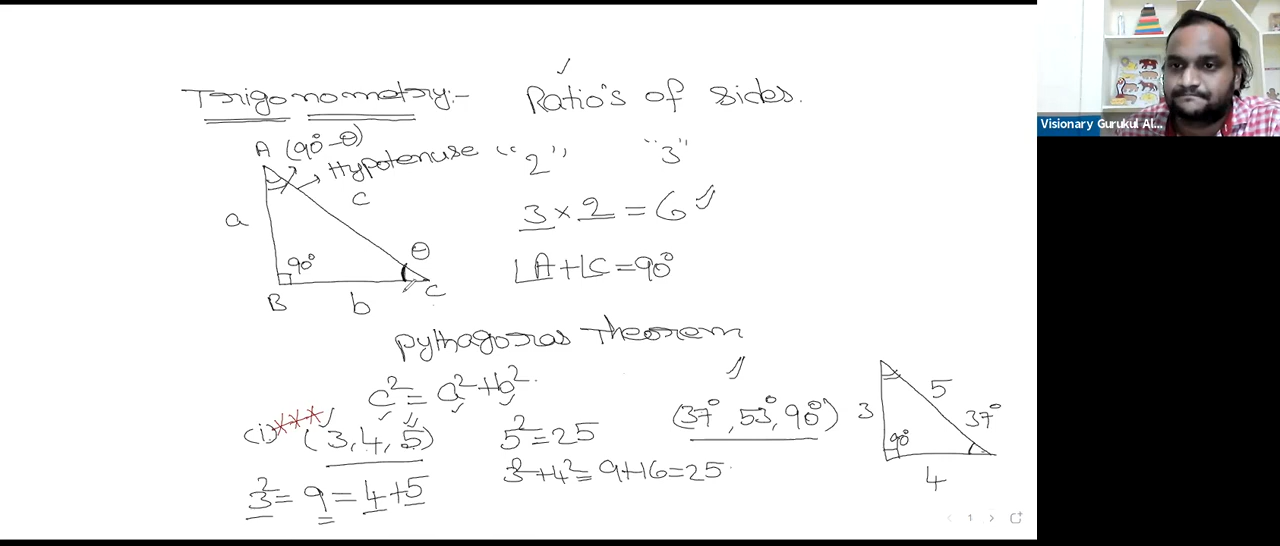 Trigonometry:- Ratio's of sides.
A (90°-θ)
Hypotenuse "2" "3"
c
a
3 × 2 = 6
θ
90°
∠A+∠C=90°
B b C
Pythagoras Theorem
c² = a²+b².
(i) (3,4,5) 5²=25 (37°,53°,90°)
3²+4²=9+16=25
3²= 9 = 4+5
3 5 37°
90°
4
1
Visionary Gurukul Al...